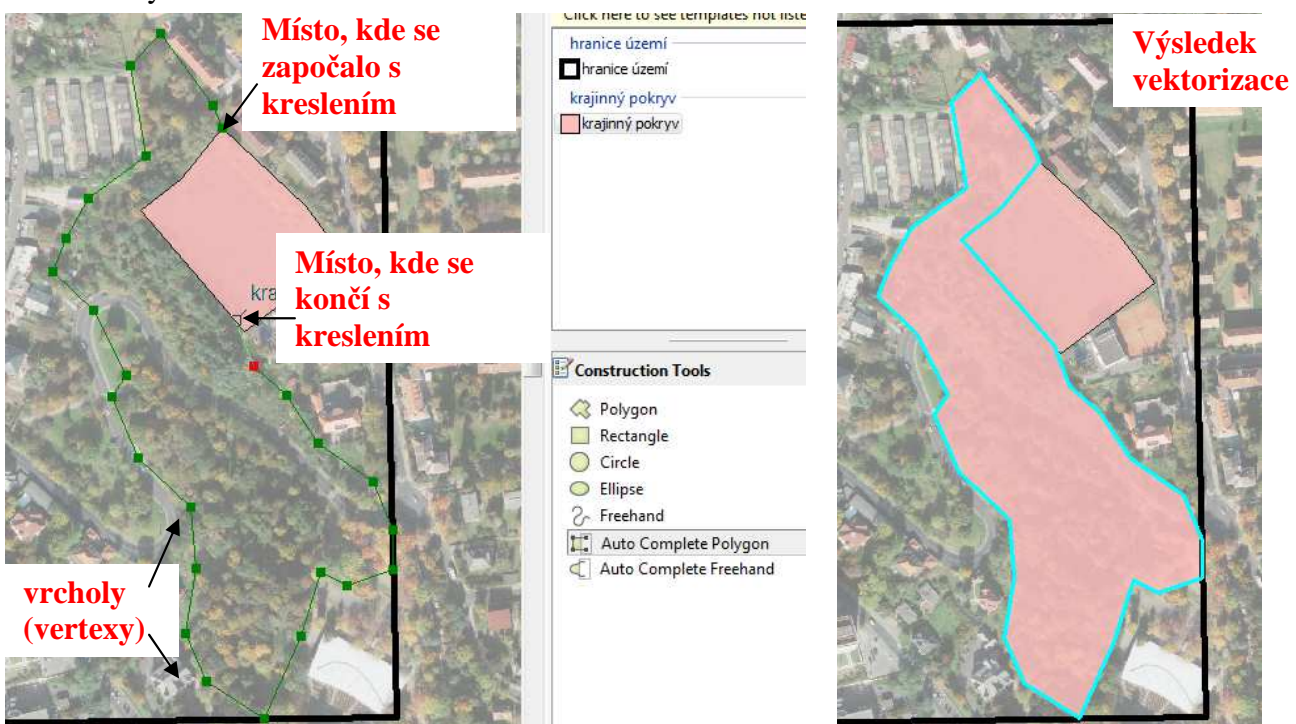 Místo, kde se
započalo s
kreslením
Místo, kde se
končí s
kreslením
kra
vrcholy
(vertexy)
Click here to see templates not liste
hranice území
hranice území
krajinný pokryv
krajinný pokryv
Construction Tools
Polygon
Rectangle
Circle
Ellipse
Freehand
Auto Complete Polygon
Auto Complete Freehand
Výsledek
vektorizace